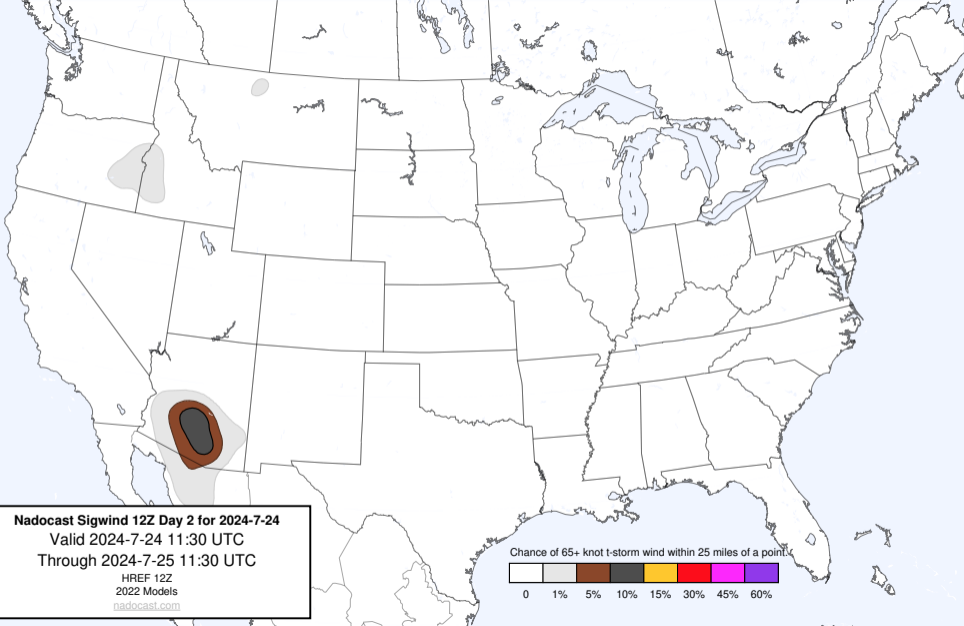 Nadocast Sigwind 12Z Day 2 for 2024-7-24
Valid 2024-7-24 11:30 UTC
Through 2024-7-25 11:30 UTC
HREF 12Z
2022 Models
nadocast.com
Chance of 65+ knot t-storm wind within 25 miles of a point.
0 1% 5% 10% 15% 30% 45% 60%